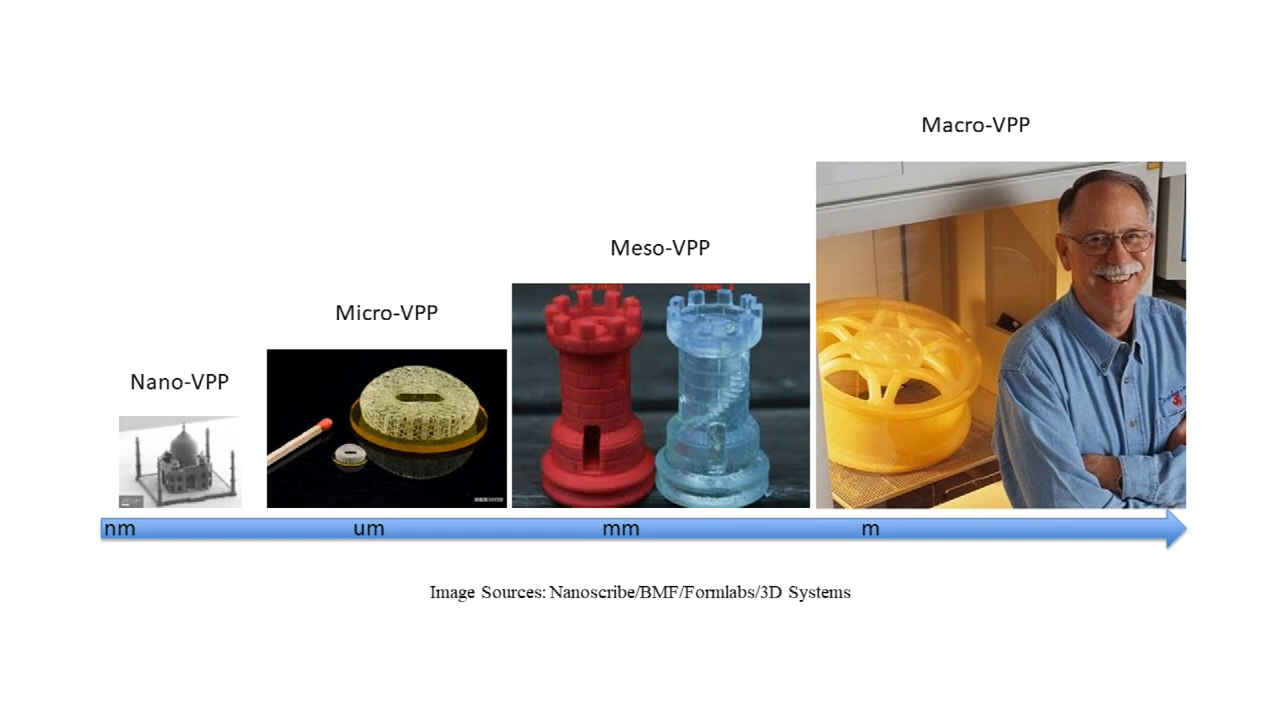 Macro-VPP
Meso-VPP
Micro-VPP
Nano-VPP
nm
um
mm
m
Image Sources: Nanoscribe/BMF/Formlabs/3D Systems